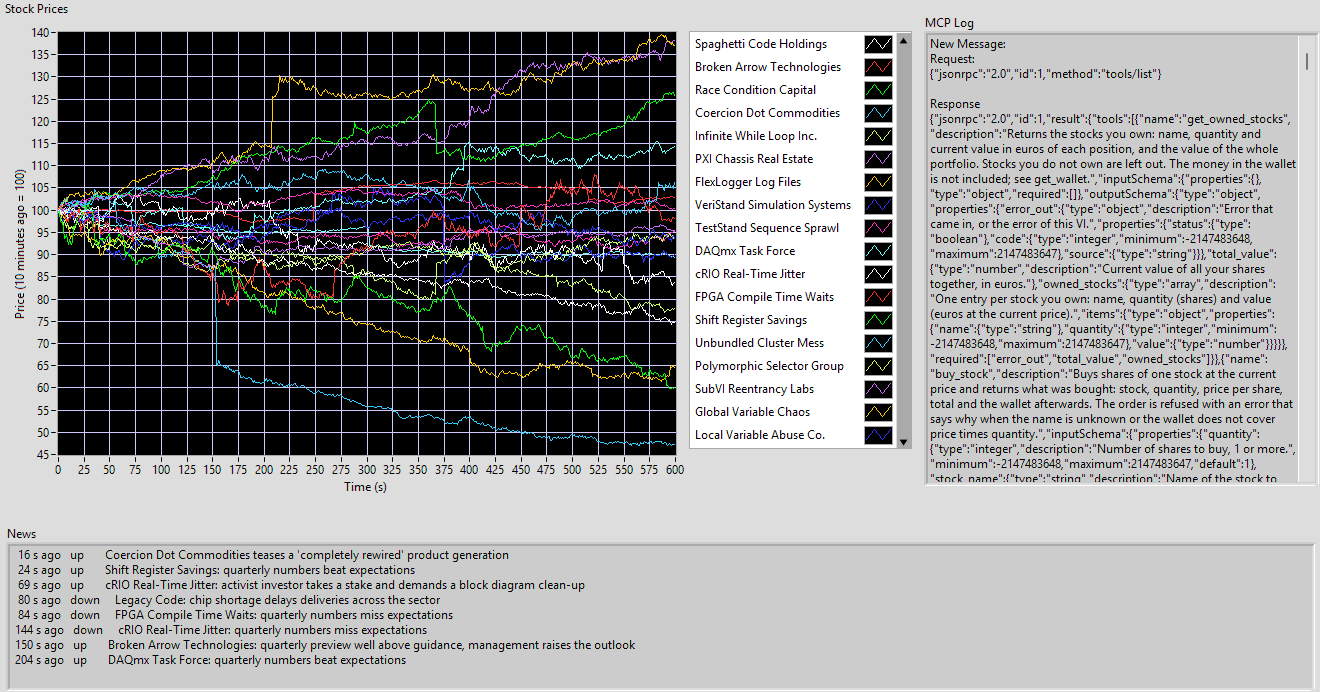 Stock Prices
140
135
130
125
120
115
110
105
100
95
90
85
80
75
70
65
60
55
50
45
Price (10 minutes ago = 100)
0 25 50 75 100 125 150 175 200 225 250 275 300 325 350 375 400 425 450 475 500 525 550 575 600
Time (s)
Spaghetti Code Holdings
Broken Arrow Technologies
Race Condition Capital
Coercion Dot Commodities
Infinite While Loop Inc.
PXI Chassis Real Estate
FlexLogger Log Files
VeriStand Simulation Systems
TestStand Sequence Sprawl
DAQmx Task Force
cRIO Real-Time Jitter
FPGA Compile Time Waits
Shift Register Savings
Unbundled Cluster Mess
Polymorphic Selector Group
SubVI Reentrancy Labs
Global Variable Chaos
Local Variable Abuse Co.
MCP Log
New Message:
Request:
{"jsonrpc":"2.0","id":1,"method":"tools/list"}
Response
{"jsonrpc":"2.0","id":1,"result":{"tools":[{"name":"get_owned_stocks",
"description":"Returns the stocks you own: name, quantity and
current value in euros of each position, and the value of the whole
portfolio. Stocks you do not own are left out. The money in the wallet
is not included; see get_wallet.","inputSchema":{"properties":{},
"type":"object","required":[]},"outputSchema":{"type":"object",
"properties":{"error_out":{"type":"object","description":"Error that
came in, or the error of this VI.","properties":{"status":{"type":
"boolean"},"code":{"type":"integer","minimum":-2147483648,
"maximum":2147483647},"source":{"type":"string"}}},"total_value":
{"type":"number","description":"Current value of all your shares
together, in euros."},"owned_stocks":{"type":"array","description":
"One entry per stock you own: name, quantity (shares) and value
(euros at the current price).","items":{"type":"object","properties":
{"name":{"type":"string"},"quantity":{"type":"integer","minimum":
-2147483648,"maximum":2147483647},"value":{"type":"number"}}}}},
"required":["error_out","total_value","owned_stocks"]}},{"name":
"buy_stock","description":"Buys shares of one stock at the current
price and returns what was bought: stock, quantity, price per share,
total and the wallet afterwards. The order is refused with an error that
says why when the name is unknown or the wallet does not cover
price times quantity.","inputSchema":{"properties":{"quantity":
{"type":"integer","description":"Number of shares to buy, 1 or more.",
"minimum":-2147483648,"maximum":2147483647,"default":1},
"stock_name":{"type":"string","description":"Name of the stock to
News
16 s ago up Coercion Dot Commodities teases a 'completely rewired' product generation
24 s ago up Shift Register Savings: quarterly numbers beat expectations
69 s ago up cRIO Real-Time Jitter: activist investor takes a stake and demands a block diagram clean-up
80 s ago down Legacy Code: chip shortage delays deliveries across the sector
84 s ago down FPGA Compile Time Waits: quarterly numbers miss expectations
144 s ago down cRIO Real-Time Jitter: quarterly numbers miss expectations
150 s ago up Broken Arrow Technologies: quarterly preview well above guidance, management raises the outlook
204 s ago up DAQmx Task Force: quarterly numbers beat expectations